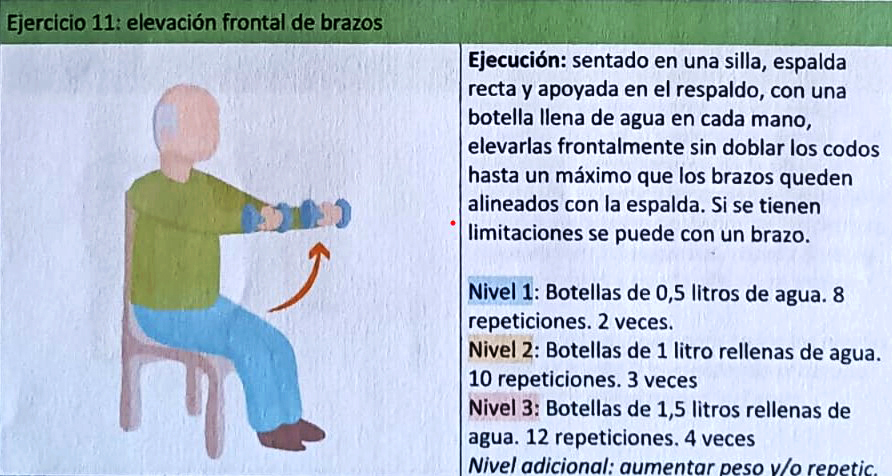 Ejercicio 11: elevación frontal de brazos
Ejecución: sentado en una silla, espalda
recta y apoyada en el respaldo, con una
botella llena de agua en cada mano,
elevarlas frontalmente sin doblar los codos
hasta un máximo que los brazos queden
alineados con la espalda. Si se tienen
limitaciones se puede con un brazo.
Nivel 1: Botellas de 0,5 litros de agua. 8
repeticiones. 2 veces.
Nivel 2: Botellas de 1 litro rellenas de agua.
10 repeticiones. 3 veces
Nivel 3: Botellas de 1,5 litros rellenas de
agua. 12 repeticiones. 4 veces
Nivel adicional: aumentar peso y/o repetic.